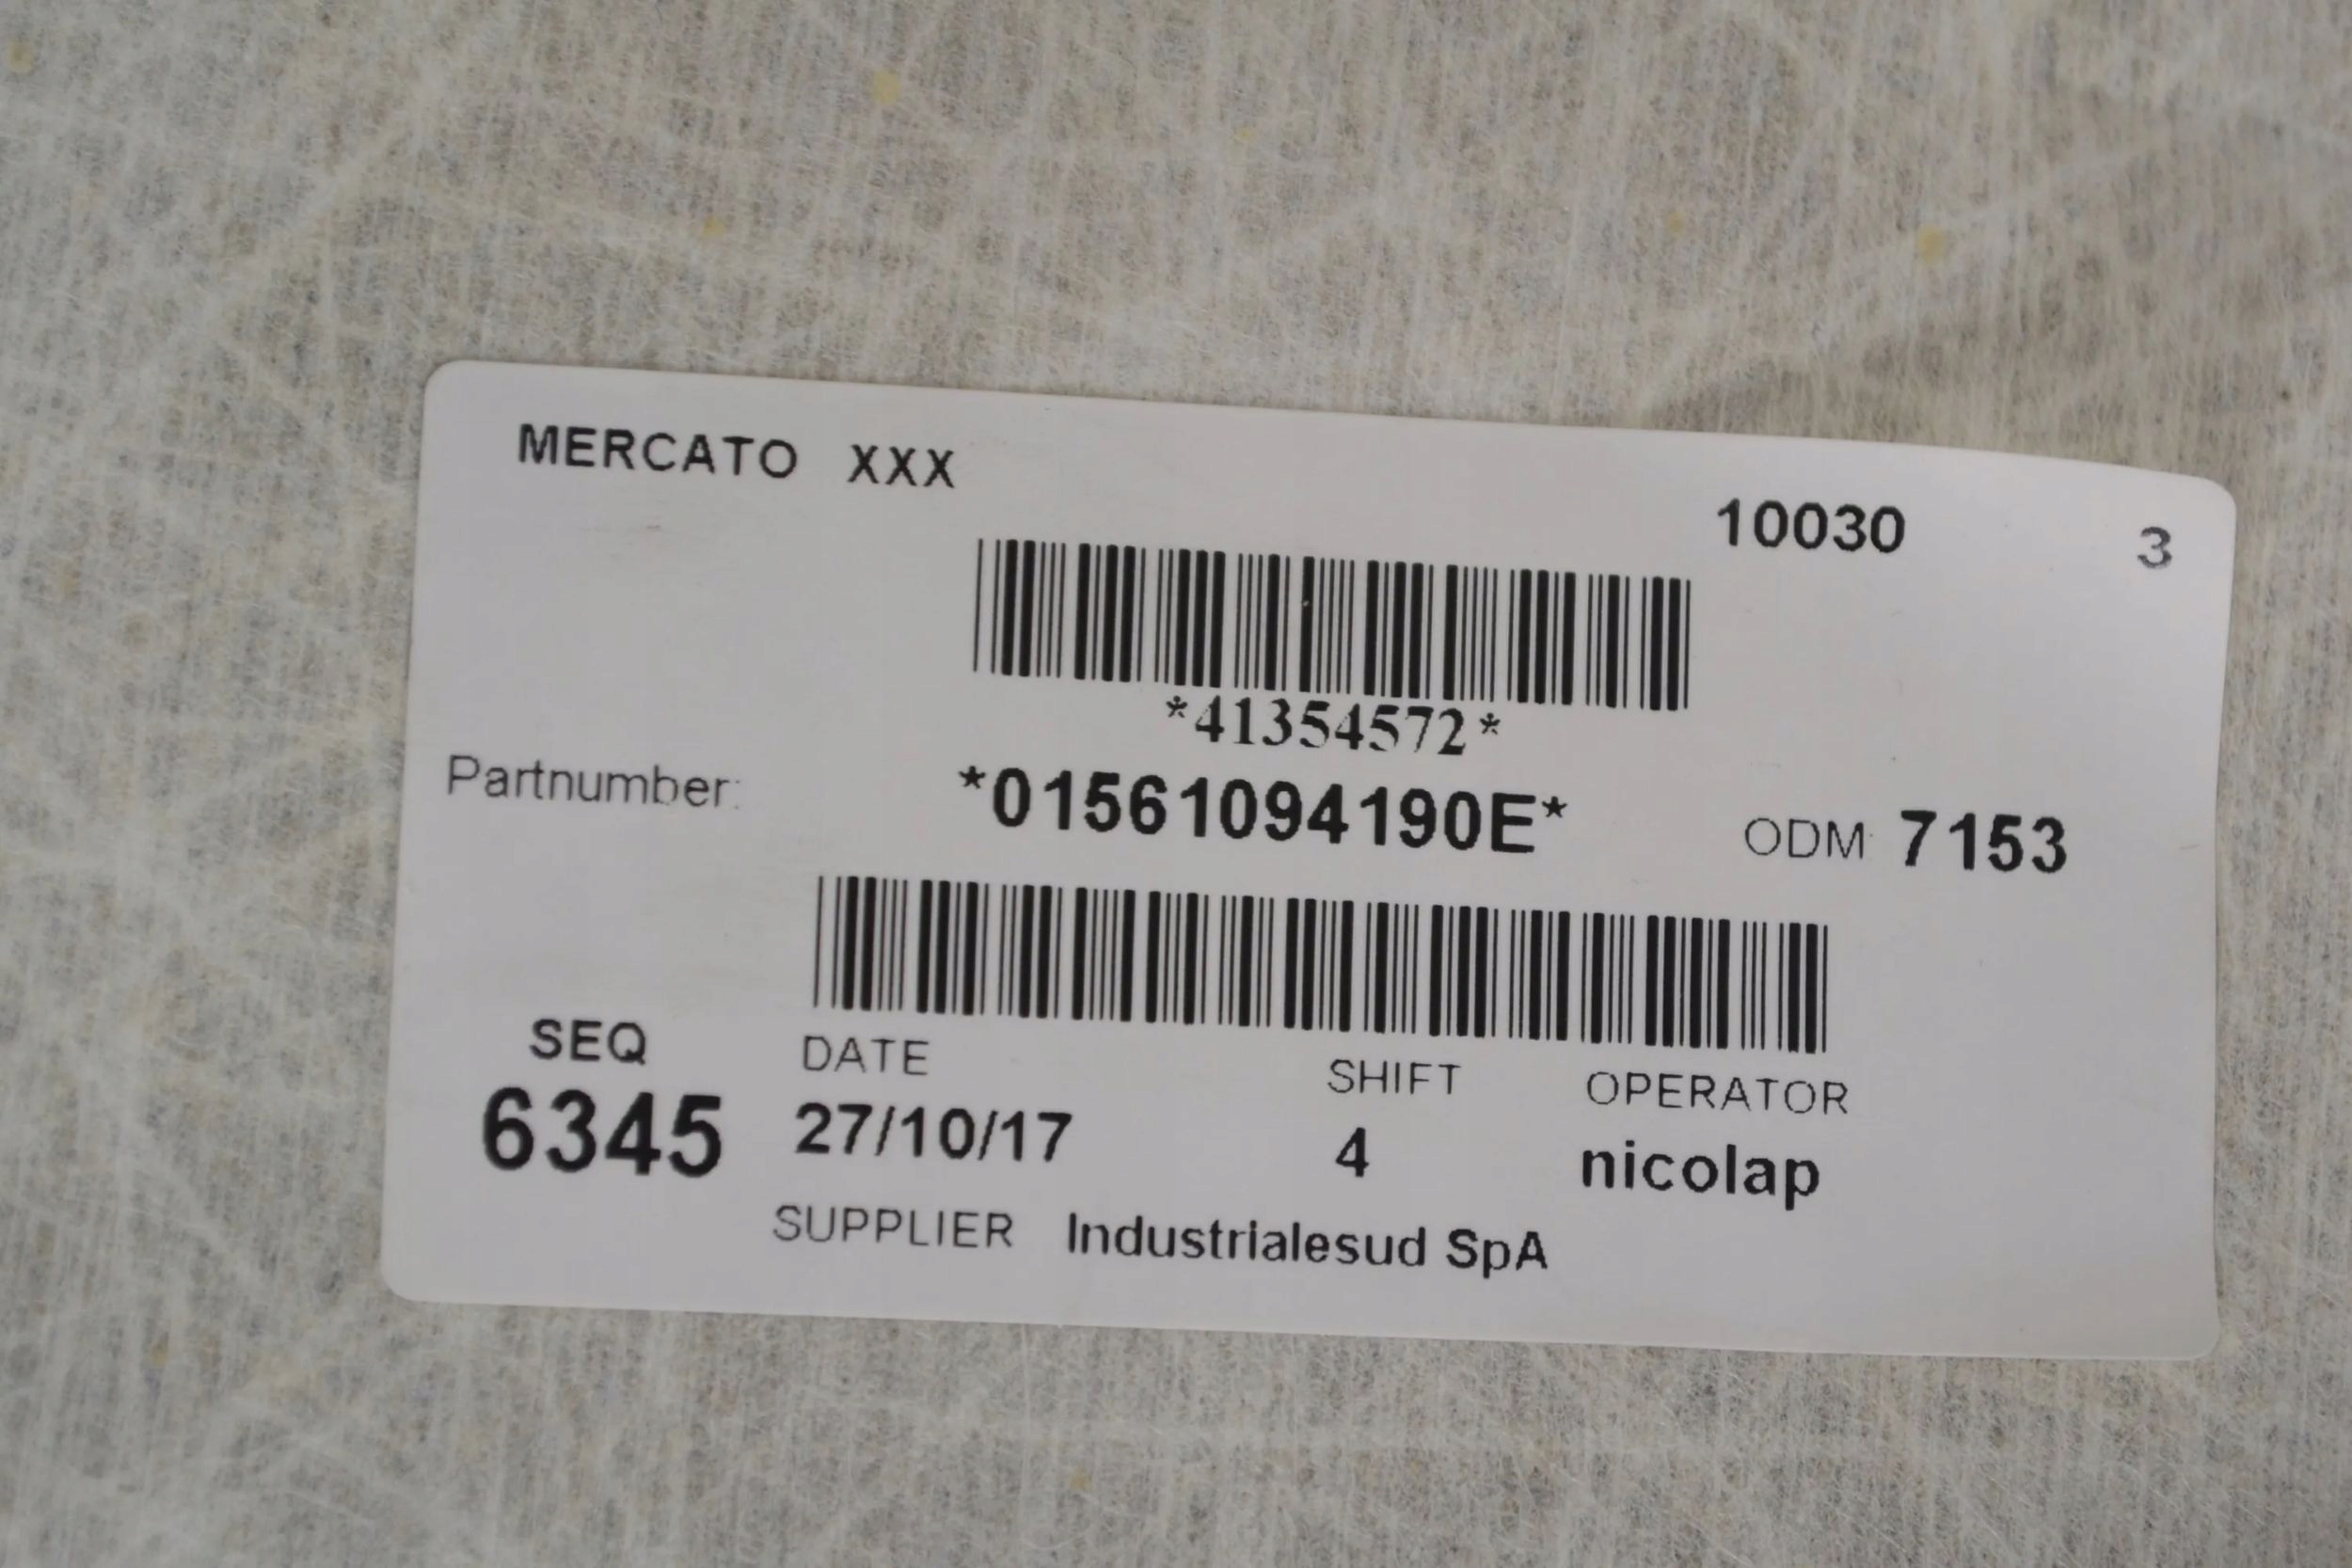 MERCATO XXX
10030 3
*41354572*
Partnumber: *01561094190E* ODM 7153
SEQ DATE SHIFT OPERATOR
6345 27/10/17 4 nicolap
SUPPLIER Industrialesud SpA